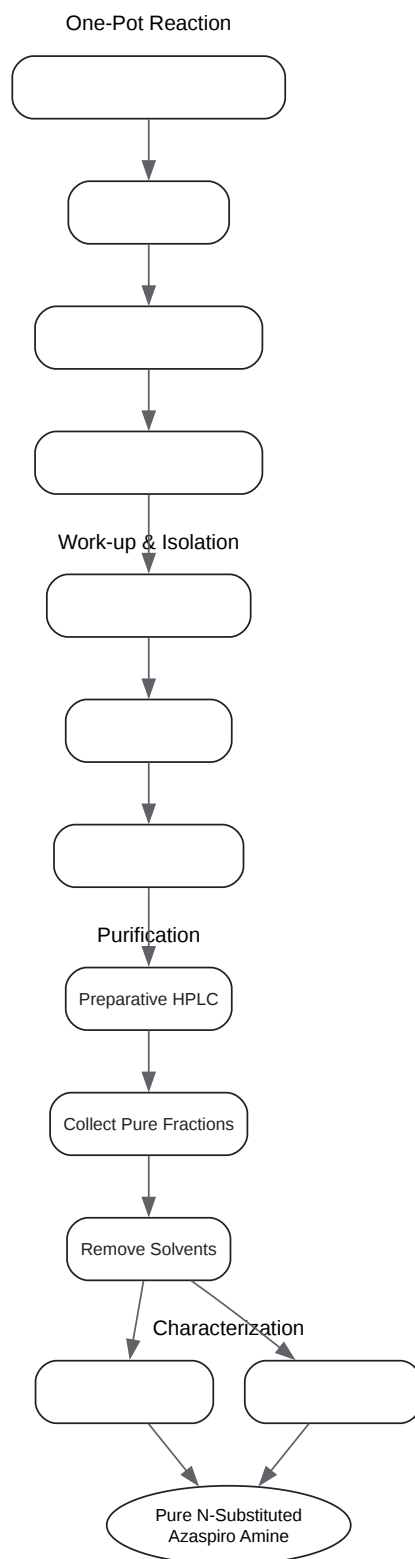 One-Pot Reaction
Work-up & Isolation
Purification
Preparative HPLC
Collect Pure Fractions
Remove Solvents
Characterization
Pure N-Substituted
Azaspiro Amine